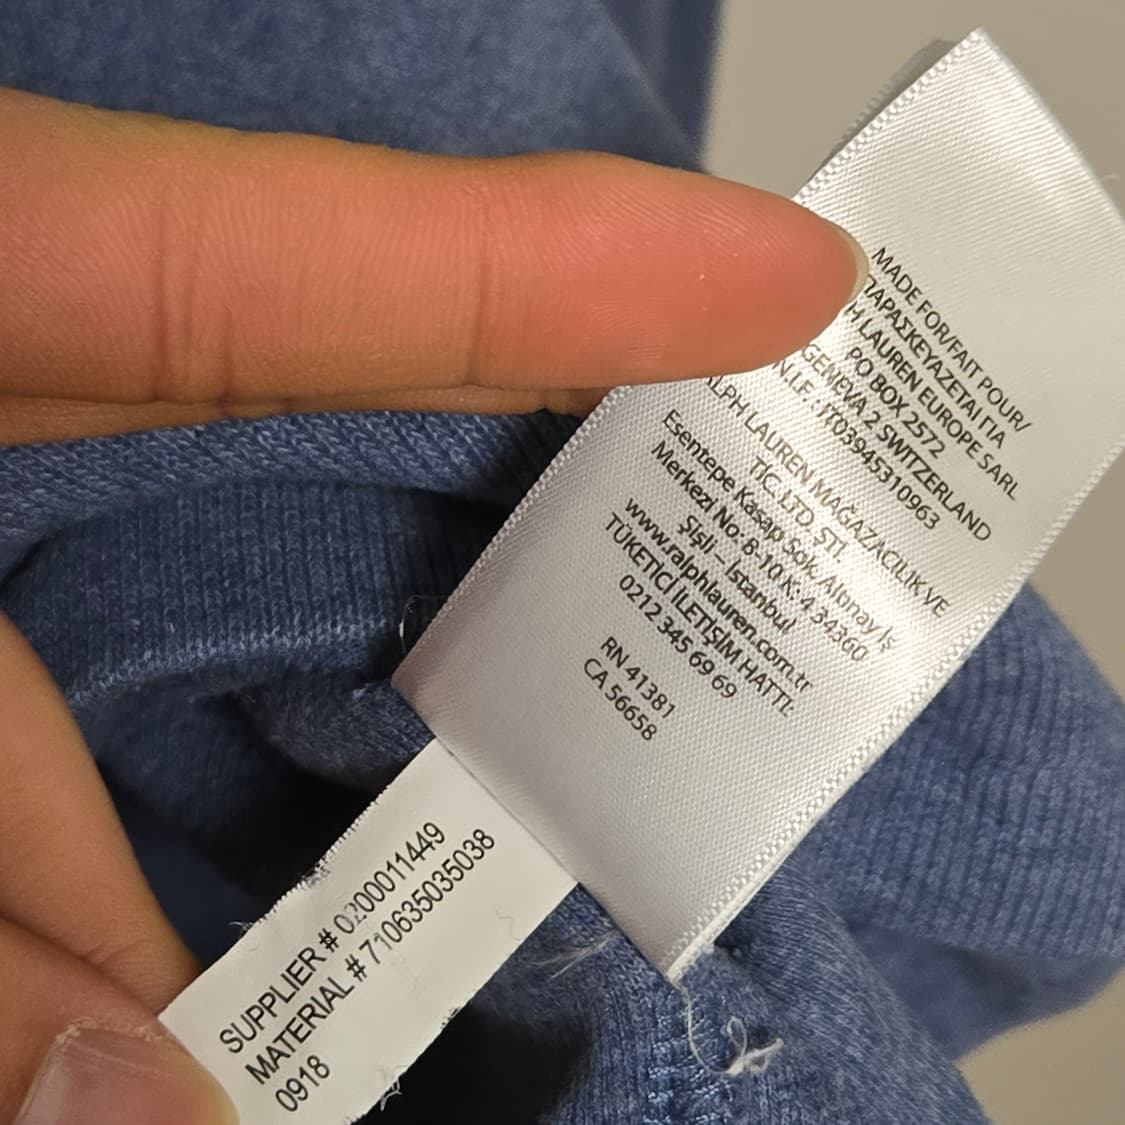 MADE FOR/FAIT POUR/
ΠΑΡΑΣΚΕΥΑΖΕΤΑΙ ΓΙΑ
LAUREN EUROPE SARL
PO BOX 2572
GENEVA 2 SWITZERLAND
IT03945310963
RALPH LAUREN MAĞAZACILIK VE
TİC. LTD. ŞTİ.
Esentepe Kasap Sok. Altınay İş
Merkezi No: 8-10 K: 4 34360
Şişli – İstanbul
www.ralphlauren.com.tr
TÜKETİCİ İLETİŞİM HATTI:
0212 345 69 69
RN 41381
CA 56658
SUPPLIER # 0200011449
MATERIAL # 710635035038
0918